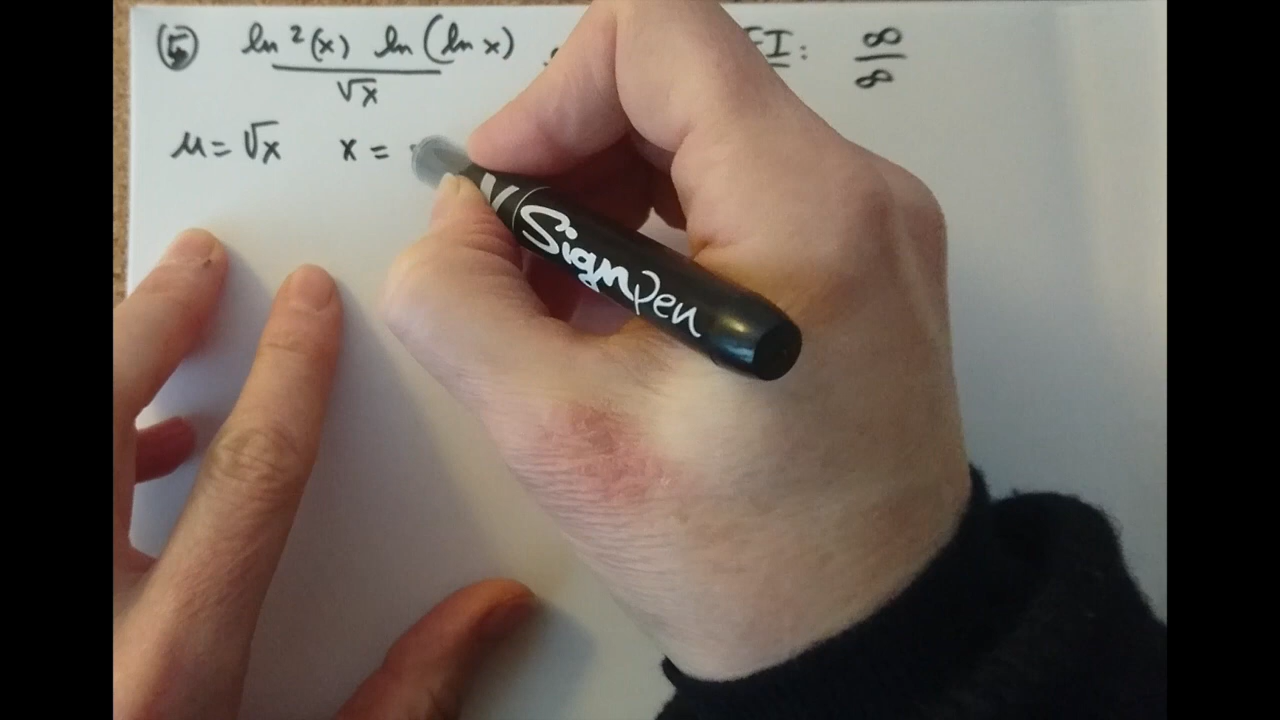 ⑤ ln²(x) ln(ln x) / √x FI: ∞/∞
u = √x x =
SignPen